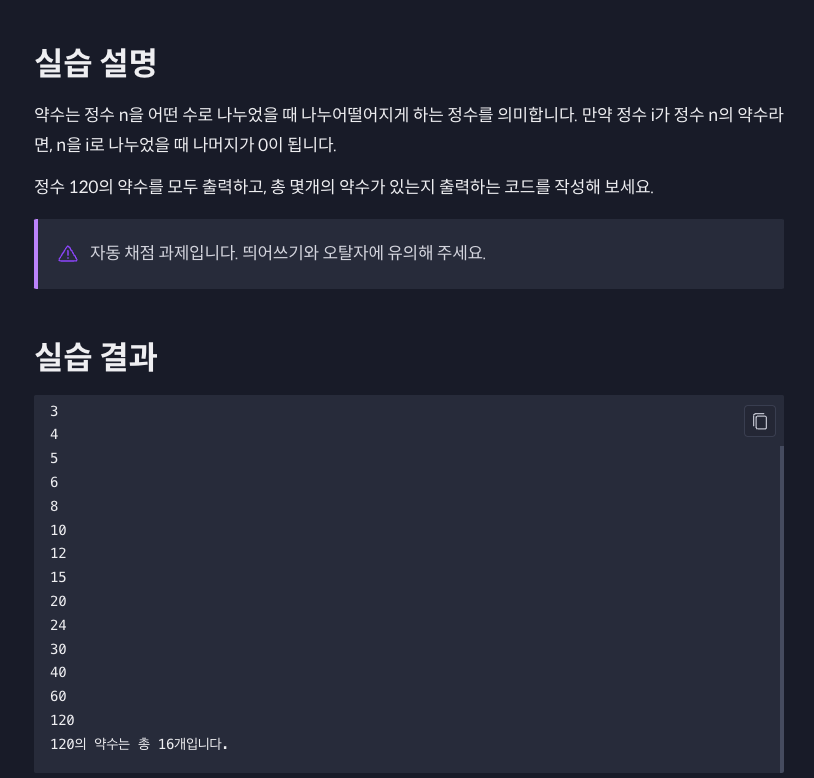 실습 설명
약수는 정수 n을 어떤 수로 나누었을 때 나누어떨어지게 하는 정수를 의미합니다. 만약 정수 i가 정수 n의 약수라
면, n을 i로 나누었을 때 나머지가 0이 됩니다.
정수 120의 약수를 모두 출력하고, 총 몇개의 약수가 있는지 출력하는 코드를 작성해 보세요.
자동 채점 과제입니다. 띄어쓰기와 오탈자에 유의해 주세요.
실습 결과
3
4
5
6
8
10
12
15
20
24
30
40
60
120
120의 약수는 총 16개입니다.